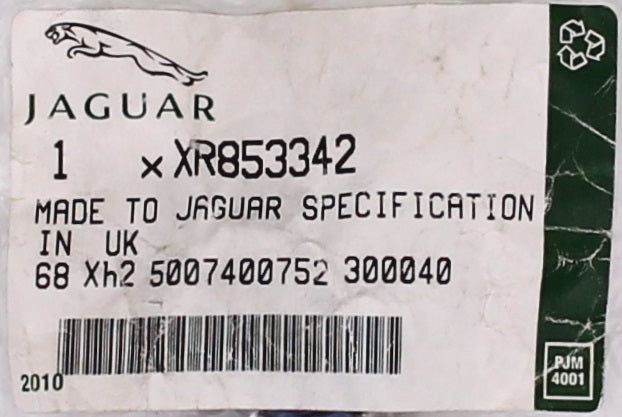 JAGUAR
1 x XR853342
MADE TO JAGUAR SPECIFICATION
IN UK
68 Xh2 5007400752 300040
2010
PJM
4001